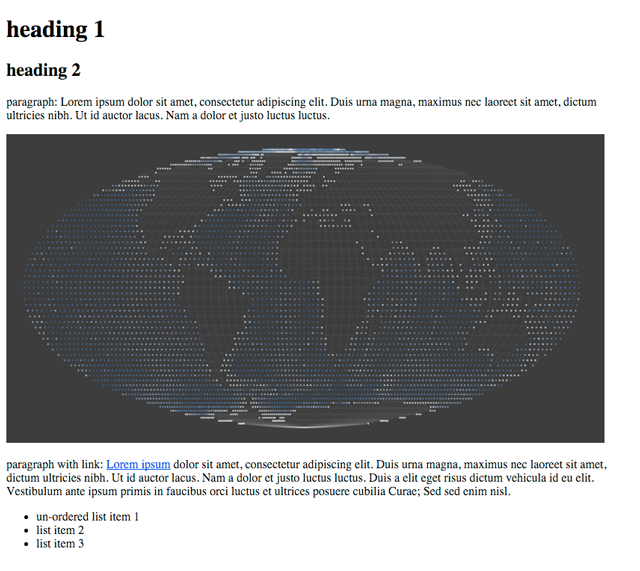 heading 1
heading 2
paragraph: Lorem ipsum dolor sit amet, consectetur adipiscing elit. Duis urna magna, maximus nec laoreet sit amet, dictum
ultricies nibh. Ut id auctor lacus. Nam a dolor et justo luctus luctus.
paragraph with link: Lorem ipsum dolor sit amet, consectetur adipiscing elit. Duis urna magna, maximus nec laoreet sit amet,
dictum ultricies nibh. Ut id auctor lacus. Nam a dolor et justo luctus luctus. Duis a elit eget risus dictum vehicula id eu elit.
Vestibulum ante ipsum primis in faucibus orci luctus et ultrices posuere cubilia Curae; Sed sed enim nisl.
• un-ordered list item 1
• list item 2
• list item 3